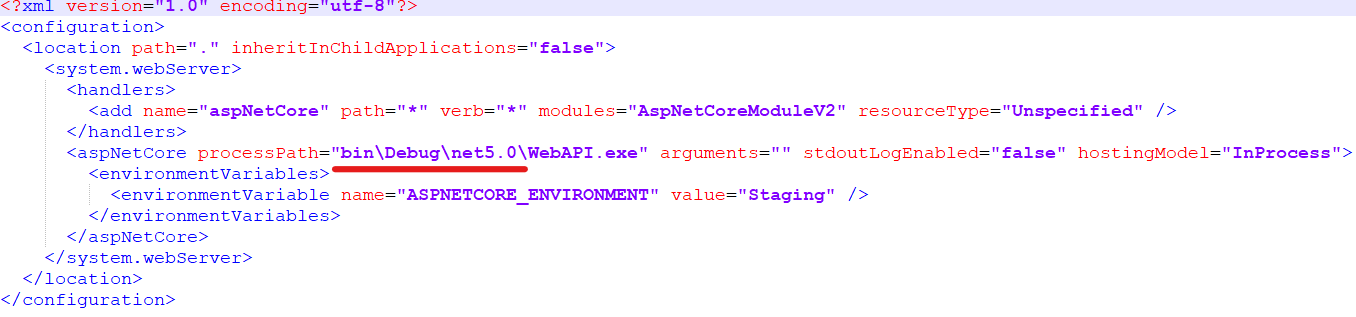 <?xml version="1.0" encoding="utf-8"?>
<configuration>
<location path="." inheritInChildApplications="false">
<system.webServer>
<handlers>
<add name="aspNetCore" path="*" verb="*" modules="AspNetCoreModuleV2" resourceType="Unspecified" />
</handlers>
<aspNetCore processPath="bin\Debug\net5.0\WebAPI.exe" arguments="" stdoutLogEnabled="false" hostingModel="InProcess">
<environmentVariables>
<environmentVariable name="ASPNETCORE_ENVIRONMENT" value="Staging" />
</environmentVariables>
</aspNetCore>
</system.webServer>
</location>
</configuration>